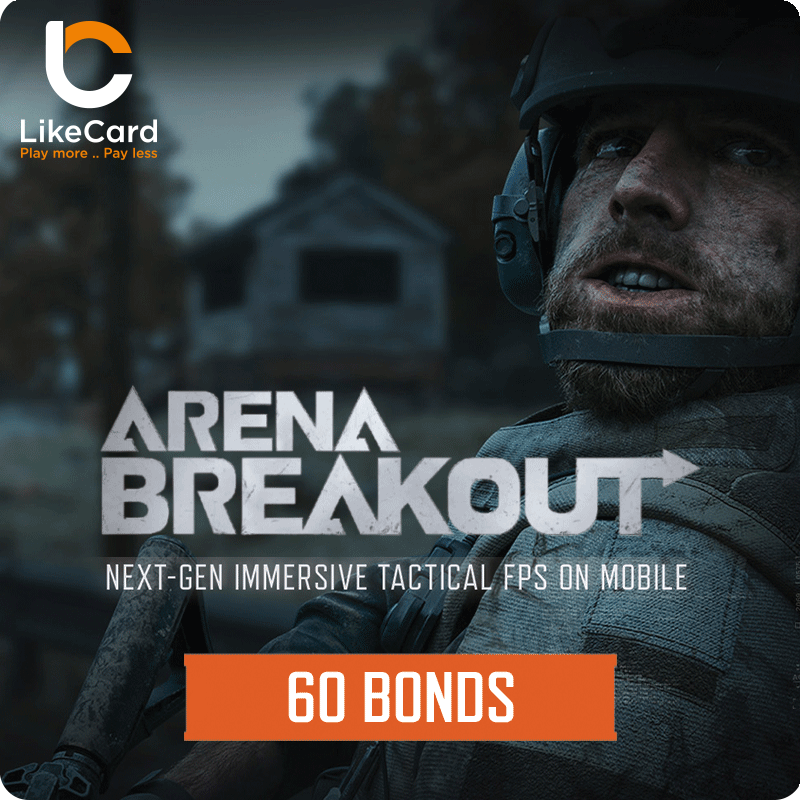 LikeCard
Play more .. Pay less
ARENA
BREAKOUT
NEXT-GEN IMMERSIVE TACTICAL FPS ON MOBILE
60 BONDS